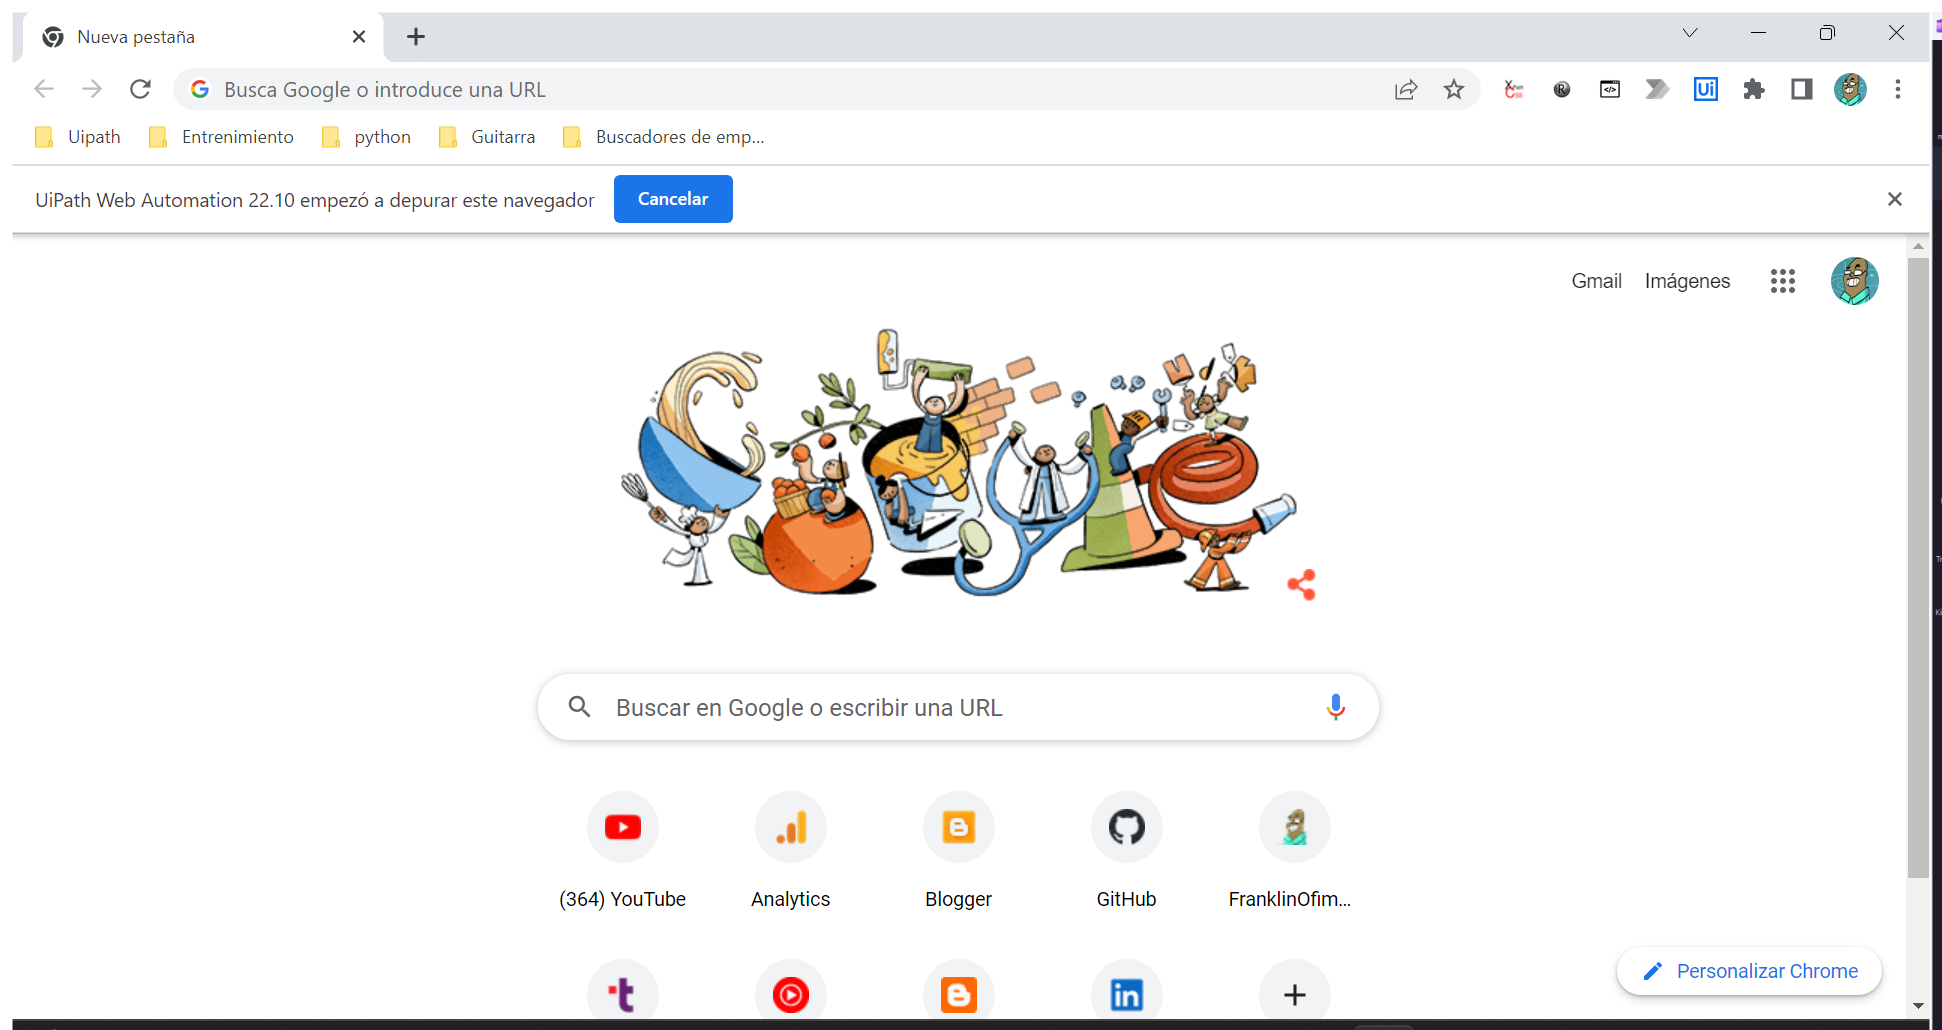 Nueva pestaña
Busca Google o introduce una URL
Uipath Entrenimiento python Guitarra Buscadores de emp...
UiPath Web Automation 22.10 empezó a depurar este navegador Cancelar
Gmail Imágenes
Buscar en Google o escribir una URL
(364) YouTube Analytics Blogger GitHub FranklinOfim...
Personalizar Chrome